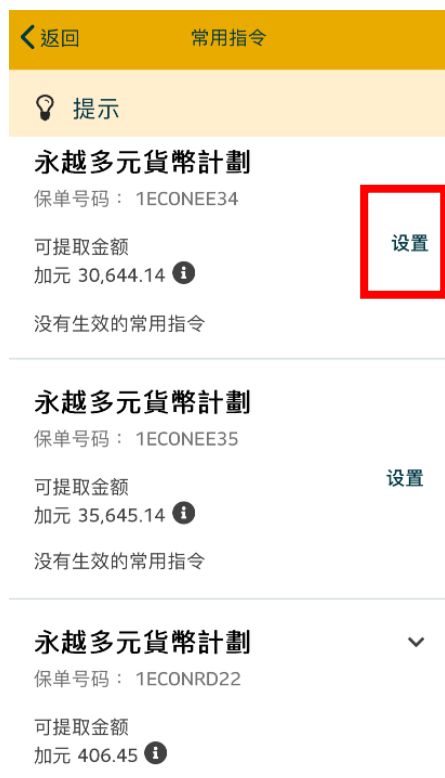 返回
常用指令
提示
永越多元貨幣計劃
保单号码： 1ECONEE34
可提取金额
设置
加元 30,644.14
没有生效的常用指令
永越多元貨幣計劃
保单号码： 1ECONEE35
可提取金额
设置
加元 35,645.14
没有生效的常用指令
永越多元貨幣計劃
保单号码： 1ECONRD22
可提取金额
加元 406.45